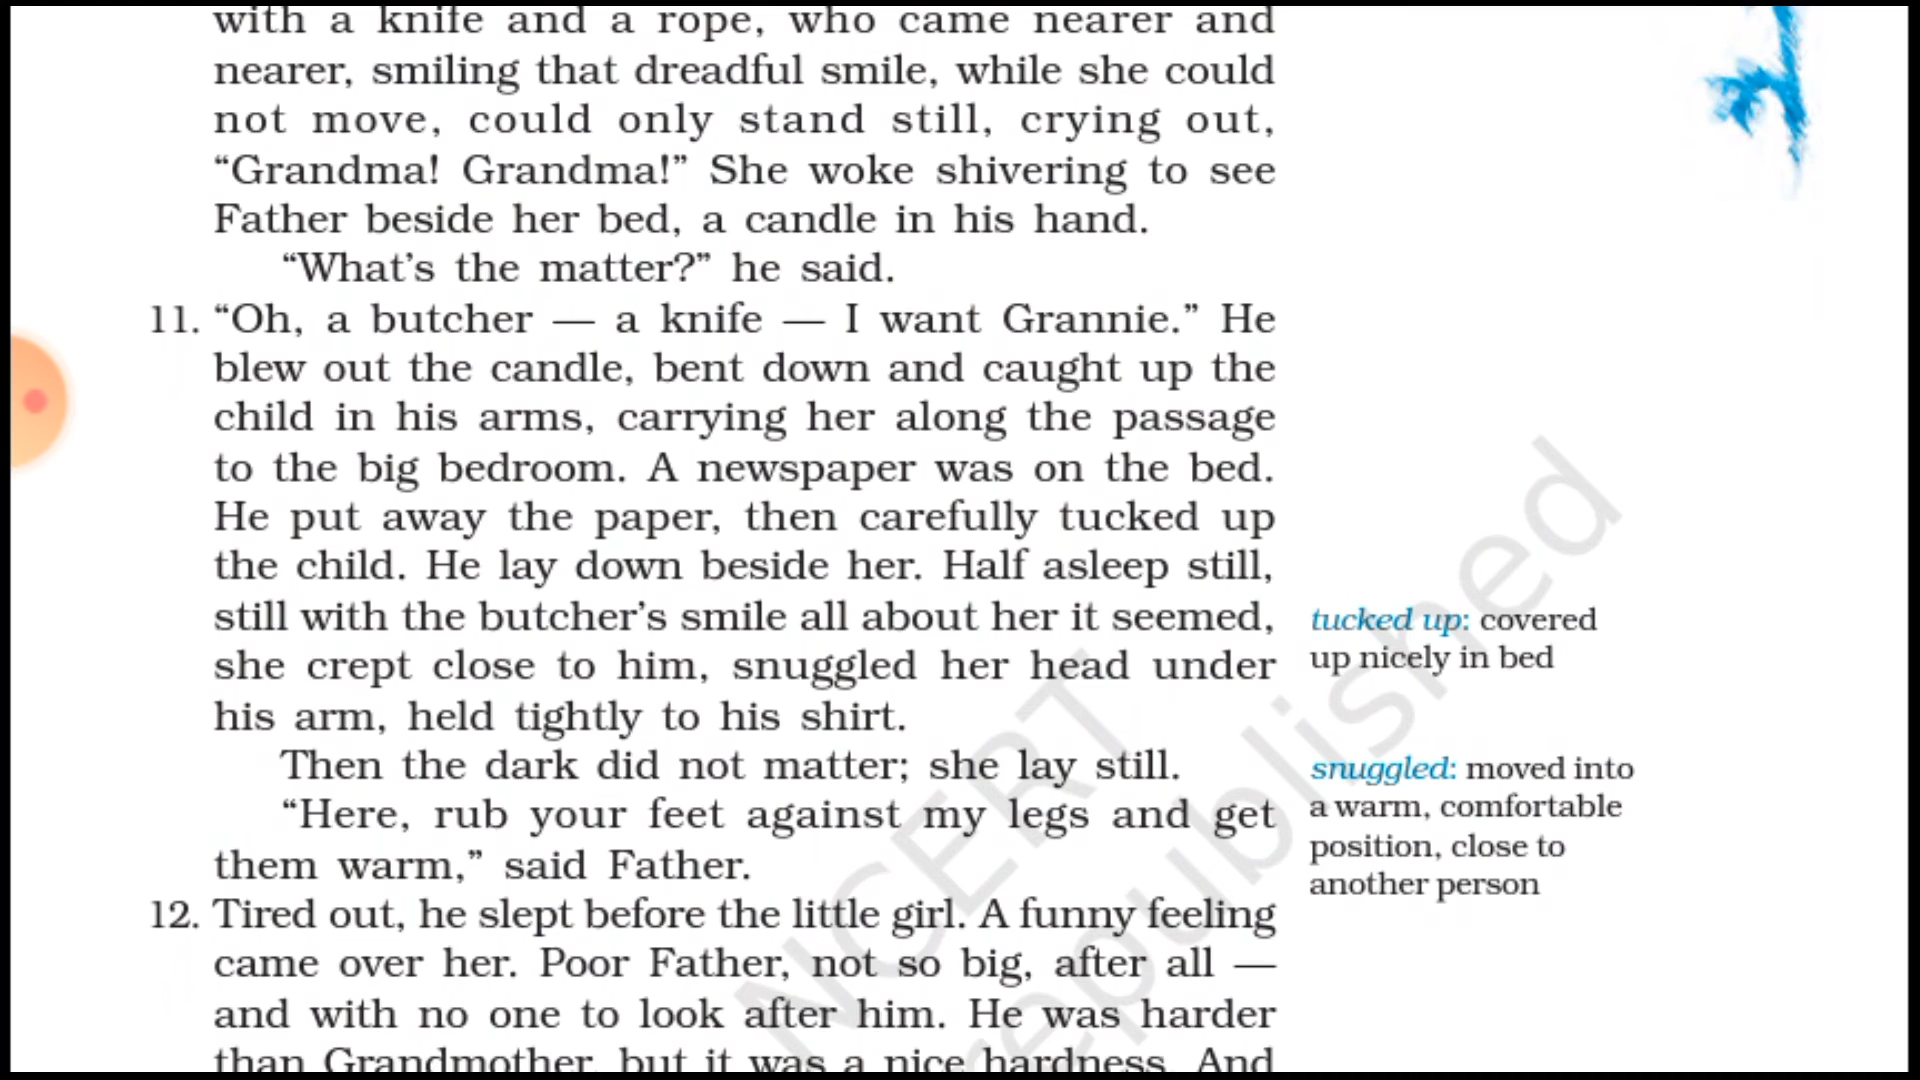 with a knife and a rope, who came nearer and
nearer, smiling that dreadful smile, while she could
not move, could only stand still, crying out,
“Grandma! Grandma!” She woke shivering to see
Father beside her bed, a candle in his hand.
“What’s the matter?” he said.
11. “Oh, a butcher — a knife — I want Grannie.” He
blew out the candle, bent down and caught up the
child in his arms, carrying her along the passage
to the big bedroom. A newspaper was on the bed.
He put away the paper, then carefully tucked up
the child. He lay down beside her. Half asleep still,
still with the butcher’s smile all about her it seemed,
she crept close to him, snuggled her head under
his arm, held tightly to his shirt.
Then the dark did not matter; she lay still.
“Here, rub your feet against my legs and get
them warm,” said Father.
12. Tired out, he slept before the little girl. A funny feeling
came over her. Poor Father, not so big, after all —
and with no one to look after him. He was harder
than Grandmother, but it was a nice hardness. And
tucked up: covered
up nicely in bed
snuggled: moved into
a warm, comfortable
position, close to
another person
NCERT
republished